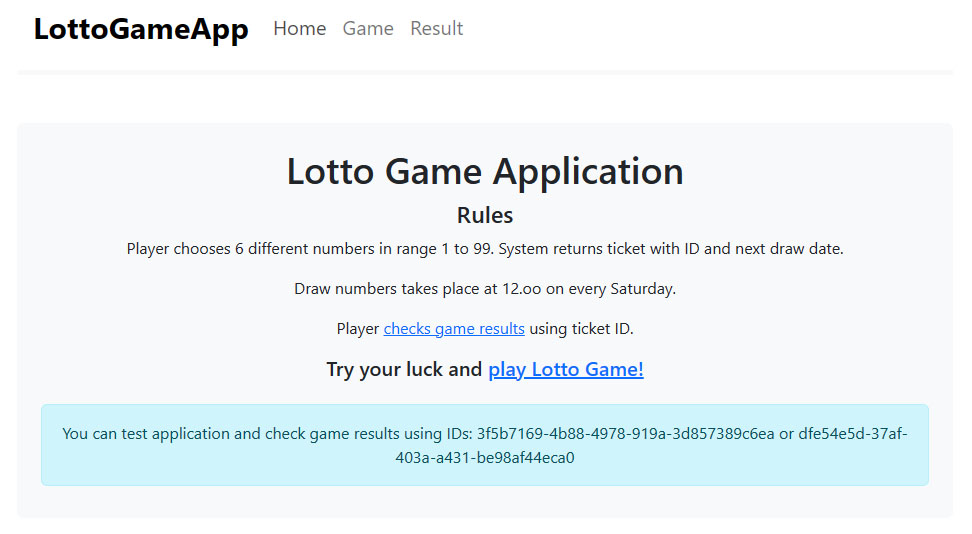 LottoGameApp Home Game Result
Lotto Game Application
Rules
Player chooses 6 different numbers in range 1 to 99. System returns ticket with ID and next draw date.
Draw numbers takes place at 12.oo on every Saturday.
Player checks game results using ticket ID.
Try your luck and play Lotto Game!
You can test application and check game results using IDs: 3f5b7169-4b88-4978-919a-3d857389c6ea or dfe54e5d-37af-
403a-a431-be98af44eca0